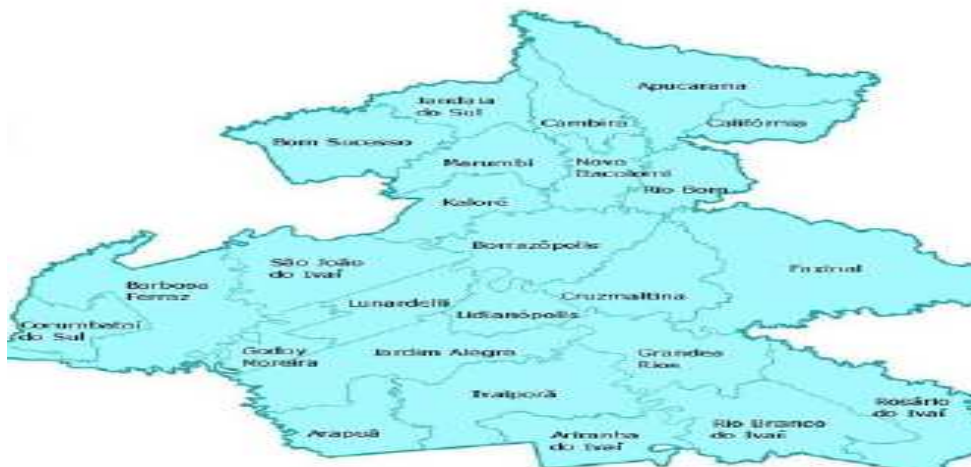 Apucarana
Jandaia
do Sul
Cambira
Califórnia
Bom Sucesso
Marumbi
Novo
Itacolomi
Rio Bom
Kaloré
Borrazópolis
São João
do Ivaí
Faxinal
Barbosa
Ferraz
Lunardelli
Cruzmaltina
Lidianópolis
Corumbataí
do Sul
Godoy
Moreira
Jardim Alegre
Grandes
Rios
Ivaiporã
Rosário
do Ivaí
Rio Branco
do Ivaí
Arapuã
Ariranha
do Ivaí